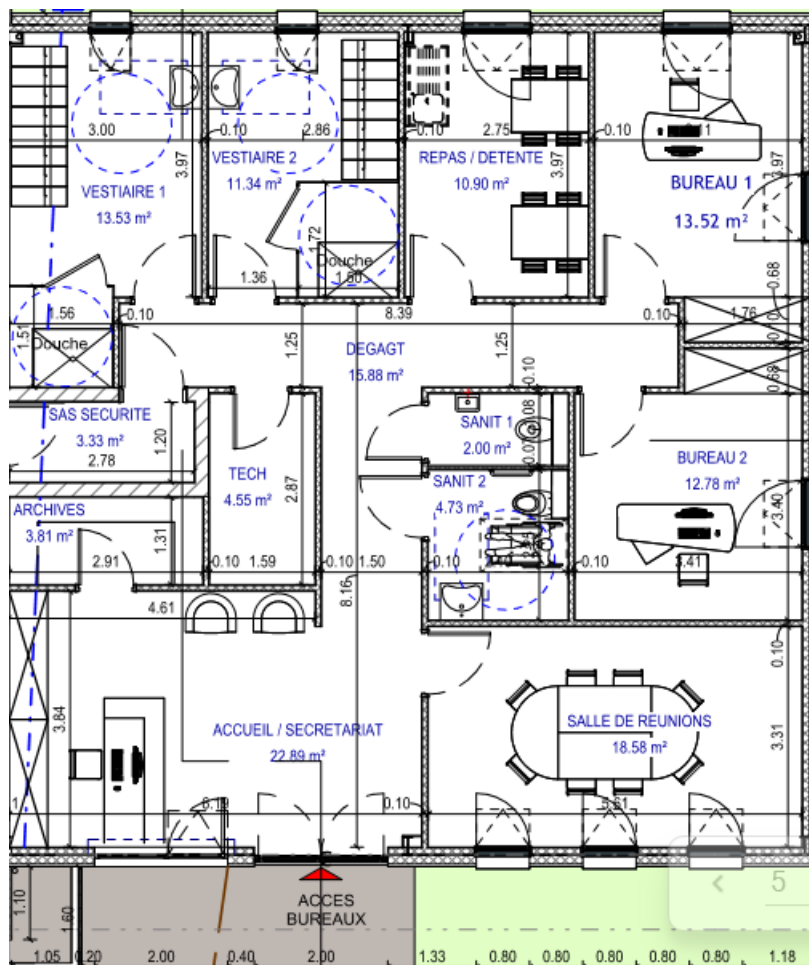 3.00
0.10
2.86
0.10
2.75
0.10
3.97
3.97
3.97
VESTIAIRE 1
13.53 m²
VESTIAIRE 2
11.34 m²
REPAS / DETENTE
10.90 m²
BUREAU 1
13.52 m²
1.72
Douche
1.36
1.56
0.10
8.39
0.10
1.76
0.68
1.51
Douche
1.25
1.25
DEGAGT
15.88 m²
0.10
0.68
SAS SECURITE
3.33 m²
1.20
2.78
TECH
4.55 m²
2.87
SANIT 1
2.00 m²
SANIT 2
4.73 m²
BUREAU 2
12.78 m²
3.40
ARCHIVES
3.81 m²
1.31
2.91
0.10
1.59
0.10
1.50
0.10
0.10
3.41
4.61
8.16
0.10
3.84
ACCUEIL / SECRETARIAT
22.89 m²
SALLE DE REUNIONS
18.58 m²
3.31
6.19
0.10
5.61
ACCES
BUREAUX
5
1.10
1.60
1.05
0.20
2.00
0.40
2.00
1.33
0.80
0.80
0.80
0.80
0.80
1.18